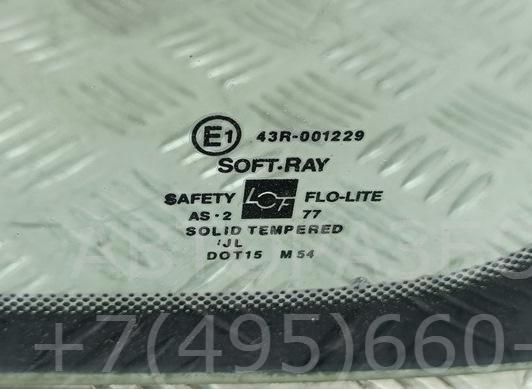 E1 43R-001229
SOFT-RAY
SAFETY LOF FLO-LITE
AS-2 77
SOLID TEMPERED
JL
DOT15 M54
+7(495)660-